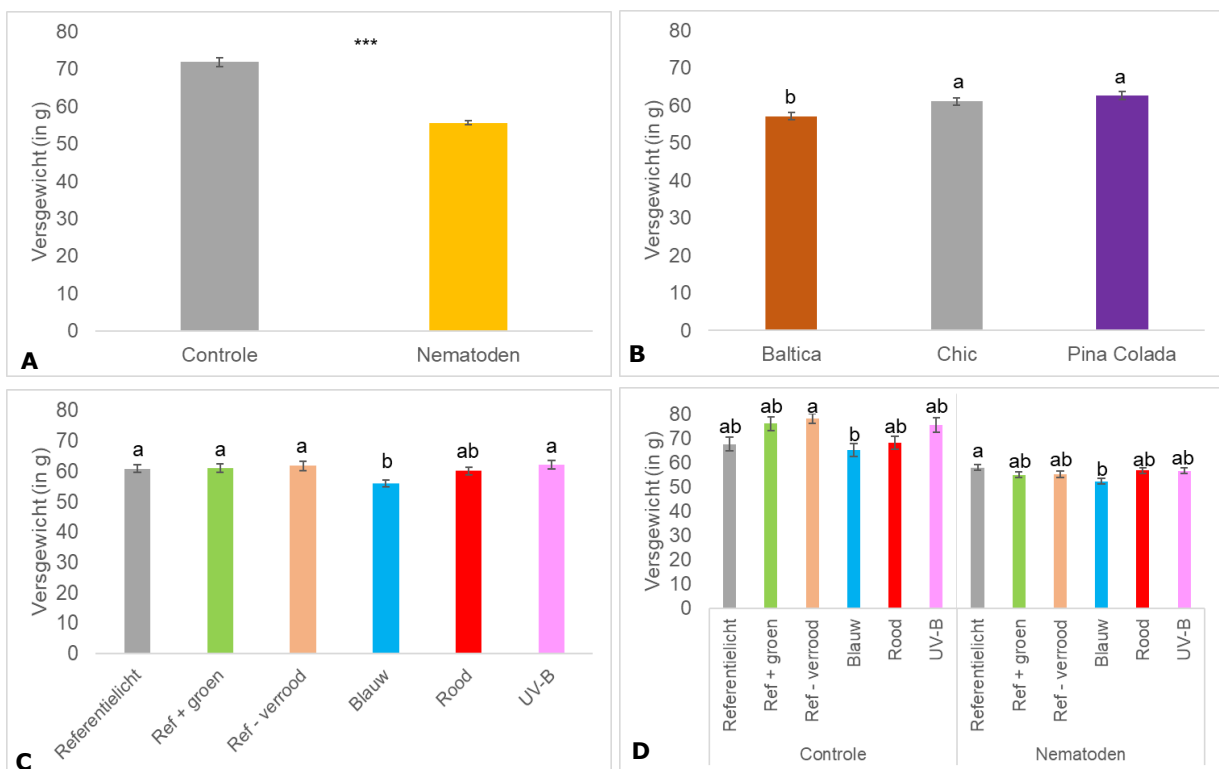 80
70
60
50
40
30
20
10
0
Versgewicht (in g)
***
Controle
Nematoden
A
80
70
60
50
40
30
20
10
0
Versgewicht (in g)
b
a
a
Baltica
Chic
Pina Colada
B
80
70
60
50
40
30
20
10
0
Versgewicht (in g)
a
a
a
b
ab
a
Referentielicht
Ref + groen
Ref - verrood
Blauw
Rood
UV-B
C
80
70
60
50
40
30
20
10
0
Versgewicht (in g)
ab
ab
a
b
ab
ab
a
ab
ab
b
ab
ab
Referentielicht
Ref + groen
Ref - verrood
Blauw
Rood
UV-B
Referentielicht
Ref + groen
Ref - verrood
Blauw
Rood
UV-B
Controle
Nematoden
D